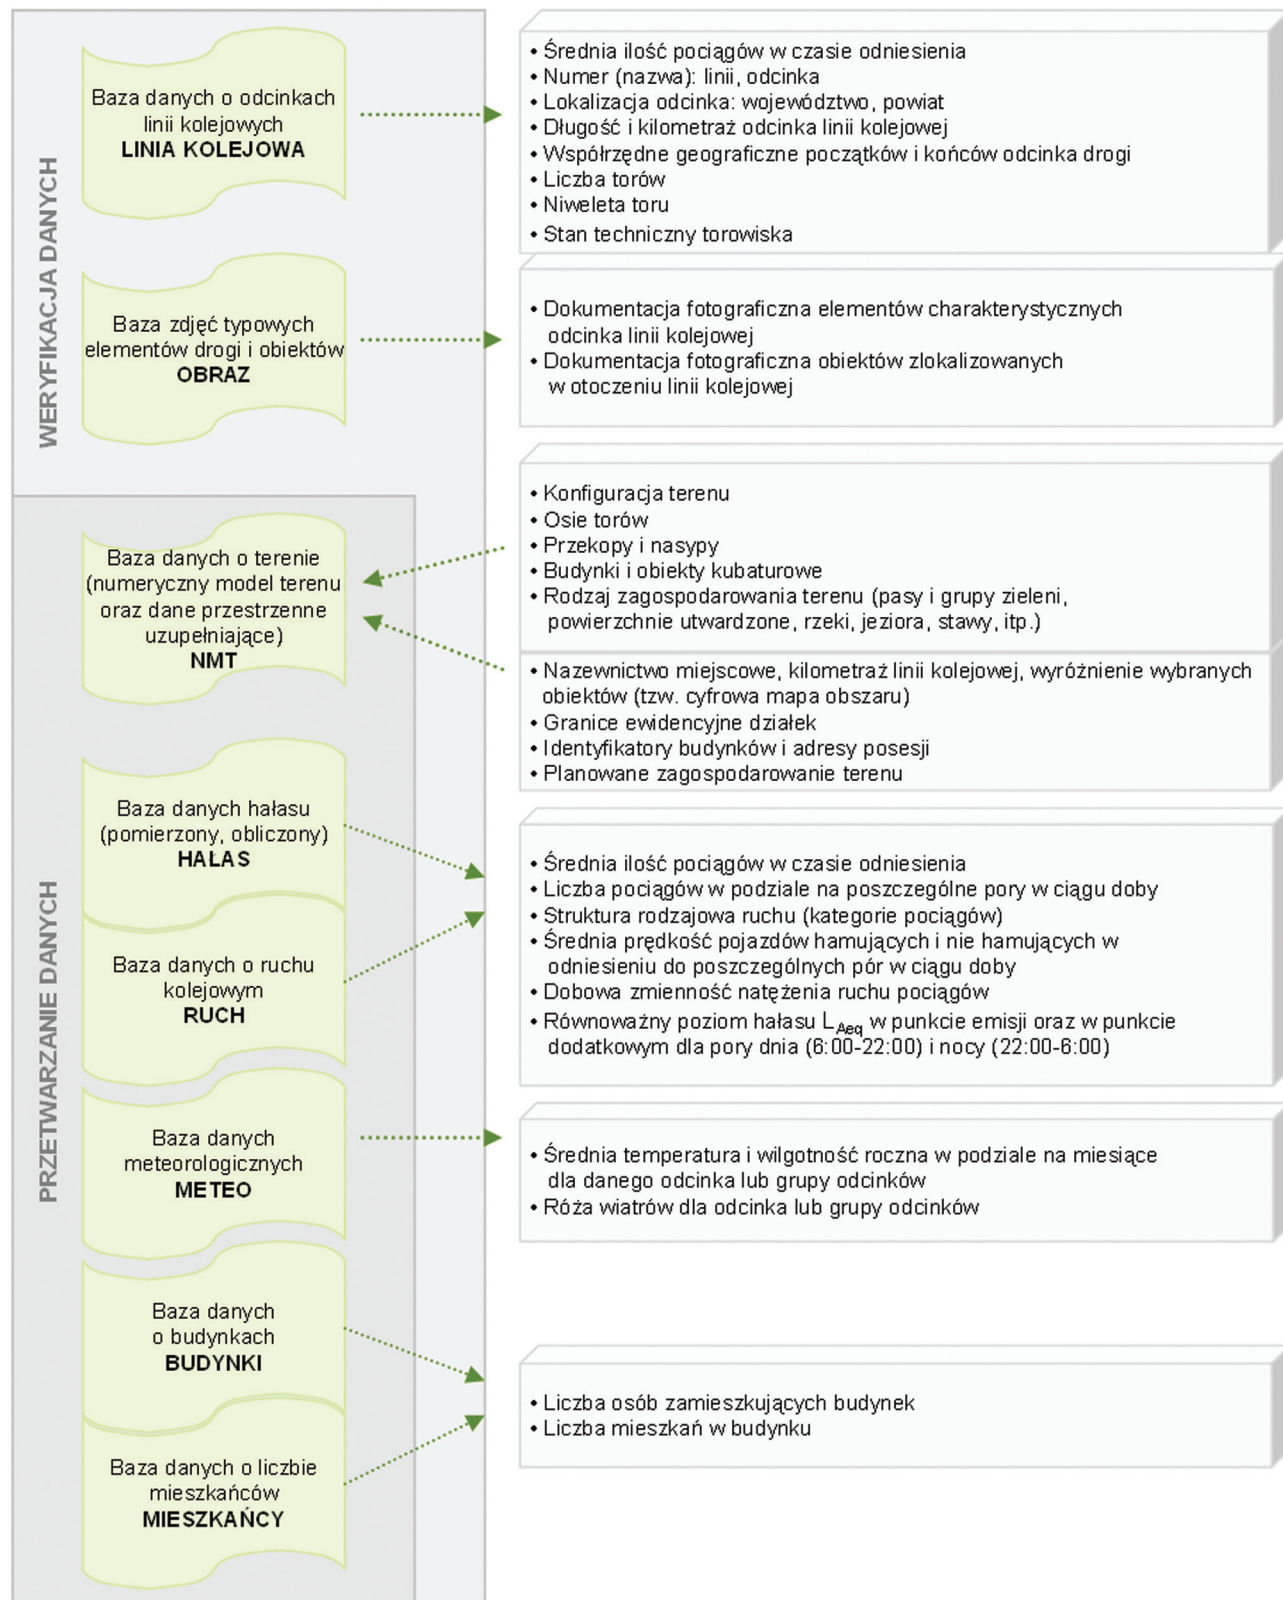 WERYFIKACJA DANYCH
Baza danych o odcinkach
linii kolejowych
LINIA KOLEJOWA
• Średnia ilość pociągów w czasie odniesienia
• Numer (nazwa): linii, odcinka
• Lokalizacja odcinka: województwo, powiat
• Długość i kilometraż odcinka linii kolejowej
• Współrzędne geograficzne początków i końców odcinka drogi
• Liczba torów
• Niweleta toru
• Stan techniczny torowiska
Baza zdjęć typowych
elementów drogi i obiektów
OBRAZ
• Dokumentacja fotograficzna elementów charakterystycznych
odcinka linii kolejowej
• Dokumentacja fotograficzna obiektów zlokalizowanych
w otoczeniu linii kolejowej
PRZETWARZANIE DANYCH
Baza danych o terenie
(numeryczny model terenu
oraz dane przestrzenne
uzupełniające)
NMT
• Konfiguracja terenu
• Osie torów
• Przekopy i nasypy
• Budynki i obiekty kubaturowe
• Rodzaj zagospodarowania terenu (pasy i grupy zieleni,
powierzchnie utwardzone, rzeki, jeziora, stawy, itp.)
• Nazewnictwo miejscowe, kilometraż linii kolejowej, wyróżnienie wybranych
obiektów (tzw. cyfrowa mapa obszaru)
• Granice ewidencyjne działek
• Identyfikatory budynków i adresy posesji
• Planowane zagospodarowanie terenu
Baza danych hałasu
(pomierzony, obliczony)
HAŁAS
Baza danych o ruchu
kolejowym
RUCH
• Średnia ilość pociągów w czasie odniesienia
• Liczba pociągów w podziale na poszczególne pory w ciągu doby
• Struktura rodzajowa ruchu (kategorie pociągów)
• Średnia prędkość pojazdów hamujących i nie hamujących w
odniesieniu do poszczególnych pór w ciągu doby
• Dobowa zmienność natężenia ruchu pociągów
• Równoważny poziom hałasu LAeq w punkcie emisji oraz w punkcie
dodatkowym dla pory dnia (6:00-22:00) i nocy (22:00-6:00)
Baza danych
meteorologicznych
METEO
• Średnia temperatura i wilgotność roczna w podziale na miesiące
dla danego odcinka lub grupy odcinków
• Róża wiatrów dla odcinka lub grupy odcinków
Baza danych
o budynkach
BUDYNKI
Baza danych o liczbie
mieszkańców
MIESZKAŃCY
• Liczba osób zamieszkujących budynek
• Liczba mieszkań w budynku